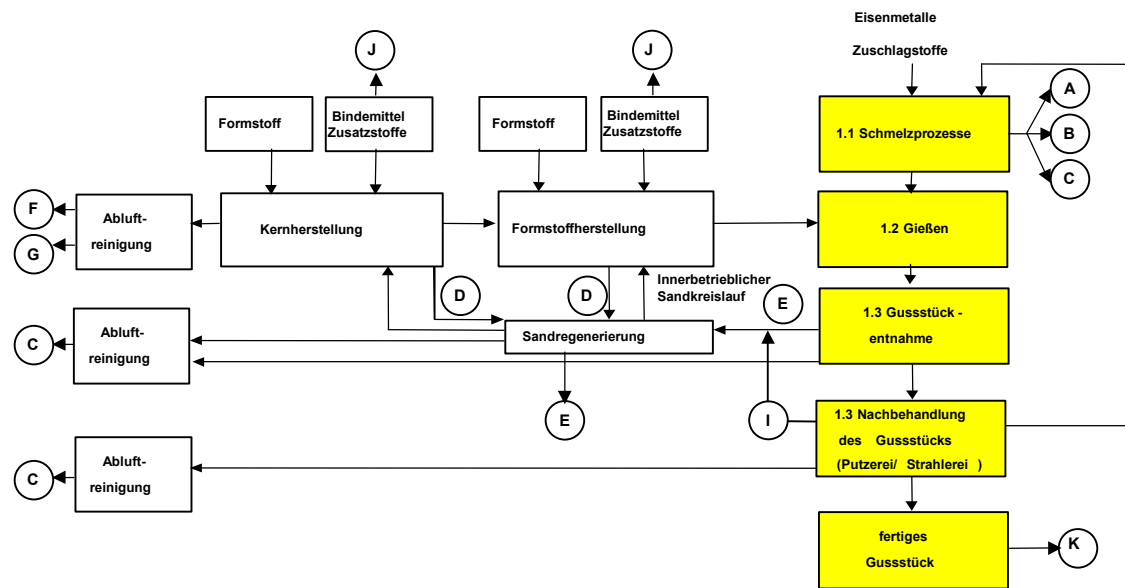 Eisenmetalle
Zuschlagstoffe
J
J
A
B
C
Formstoff
Bindemittel
Zusatzstoffe
Formstoff
Bindemittel
Zusatzstoffe
1.1 Schmelzprozesse
F
G
Abluft-
reinigung
Kernherstellung
Formstoffherstellung
1.2 Gießen
D
D
Innerbetrieblicher
Sandkreislauf
E
C
Abluft-
reinigung
Sandregenerierung
1.3 Gussstück -
entnahme
E
I
1.3 Nachbehandlung
des Gussstücks
(Putzerei/ Strahlerei )
C
Abluft-
reinigung
fertiges
Gussstück
K